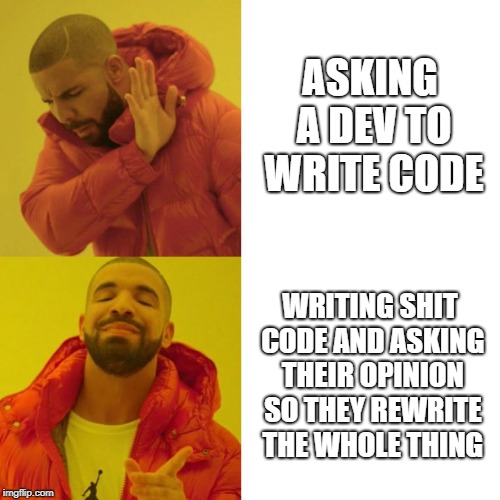 ASKING
A DEV TO
WRITE CODE
WRITING SHIT
CODE AND ASKING
THEIR OPINION
SO THEY REWRITE
THE WHOLE THING
imgflip.com